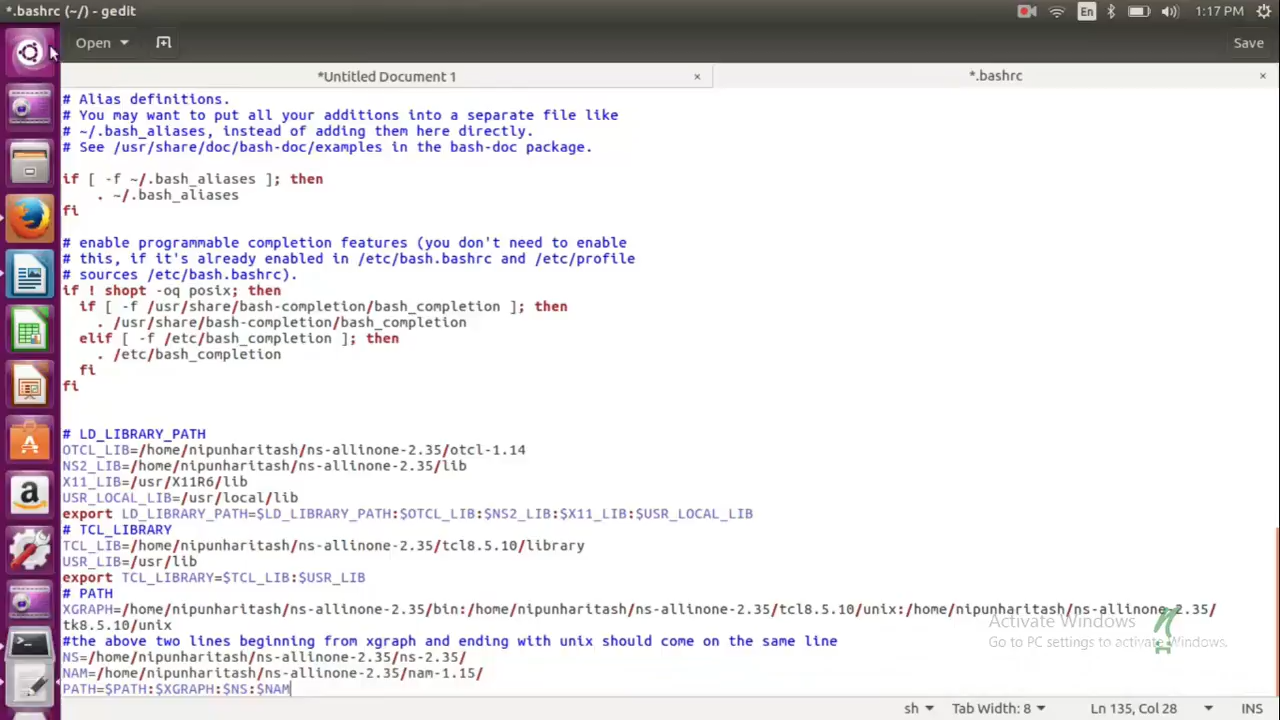 *.bashrc (~/) - gedit
En
1:17 PM
Open
Save
*Untitled Document 1
×
*.bashrc
×
# Alias definitions.
# You may want to put all your additions into a separate file like
# ~/.bash_aliases, instead of adding them here directly.
# See /usr/share/doc/bash-doc/examples in the bash-doc package.
if [ -f ~/.bash_aliases ]; then
. ~/.bash_aliases
fi
# enable programmable completion features (you don't need to enable
# this, if it's already enabled in /etc/bash.bashrc and /etc/profile
# sources /etc/bash.bashrc).
if ! shopt -oq posix; then
if [ -f /usr/share/bash-completion/bash_completion ]; then
. /usr/share/bash-completion/bash_completion
elif [ -f /etc/bash_completion ]; then
. /etc/bash_completion
fi
fi
# LD_LIBRARY_PATH
OTCL_LIB=/home/nipunharitash/ns-allinone-2.35/otcl-1.14
NS2_LIB=/home/nipunharitash/ns-allinone-2.35/lib
X11_LIB=/usr/X11R6/lib
USR_LOCAL_LIB=/usr/local/lib
export LD_LIBRARY_PATH=$LD_LIBRARY_PATH:$OTCL_LIB:$NS2_LIB:$X11_LIB:$USR_LOCAL_LIB
# TCL_LIBRARY
TCL_LIB=/home/nipunharitash/ns-allinone-2.35/tcl8.5.10/library
USR_LIB=/usr/lib
export TCL_LIBRARY=$TCL_LIB:$USR_LIB
# PATH
XGRAPH=/home/nipunharitash/ns-allinone-2.35/bin:/home/nipunharitash/ns-allinone-2.35/tcl8.5.10/unix:/home/nipunharitash/ns-allinone-2.35/
tk8.5.10/unix
#the above two lines beginning from xgraph and ending with unix should come on the same line
NS=/home/nipunharitash/ns-allinone-2.35/ns-2.35/
NAM=/home/nipunharitash/ns-allinone-2.35/nam-1.15/
PATH=$PATH:$XGRAPH:$NS:$NAM
Activate Windows
Go to PC settings to activate Windows.
sh
Tab Width: 8
Ln 135, Col 28
INS